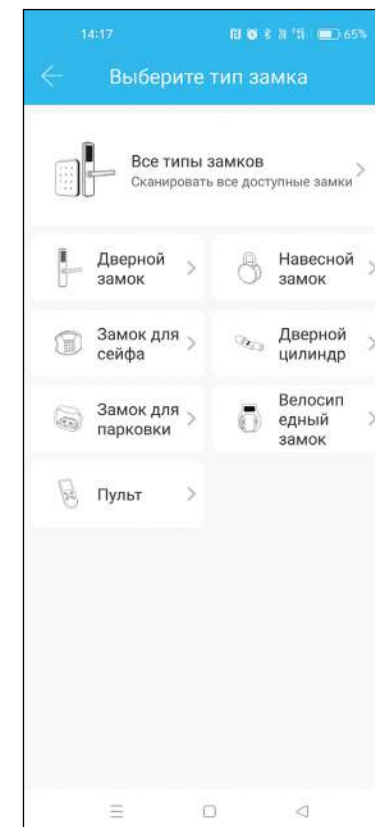 14:17
65%
Выберите тип замка
Все типы замков
Сканировать все доступные замки
Дверной
замок
Навесной
замок
Замок для
сейфа
Дверной
цилиндр
Замок для
парковки
Велосип
едный
замок
Пульт